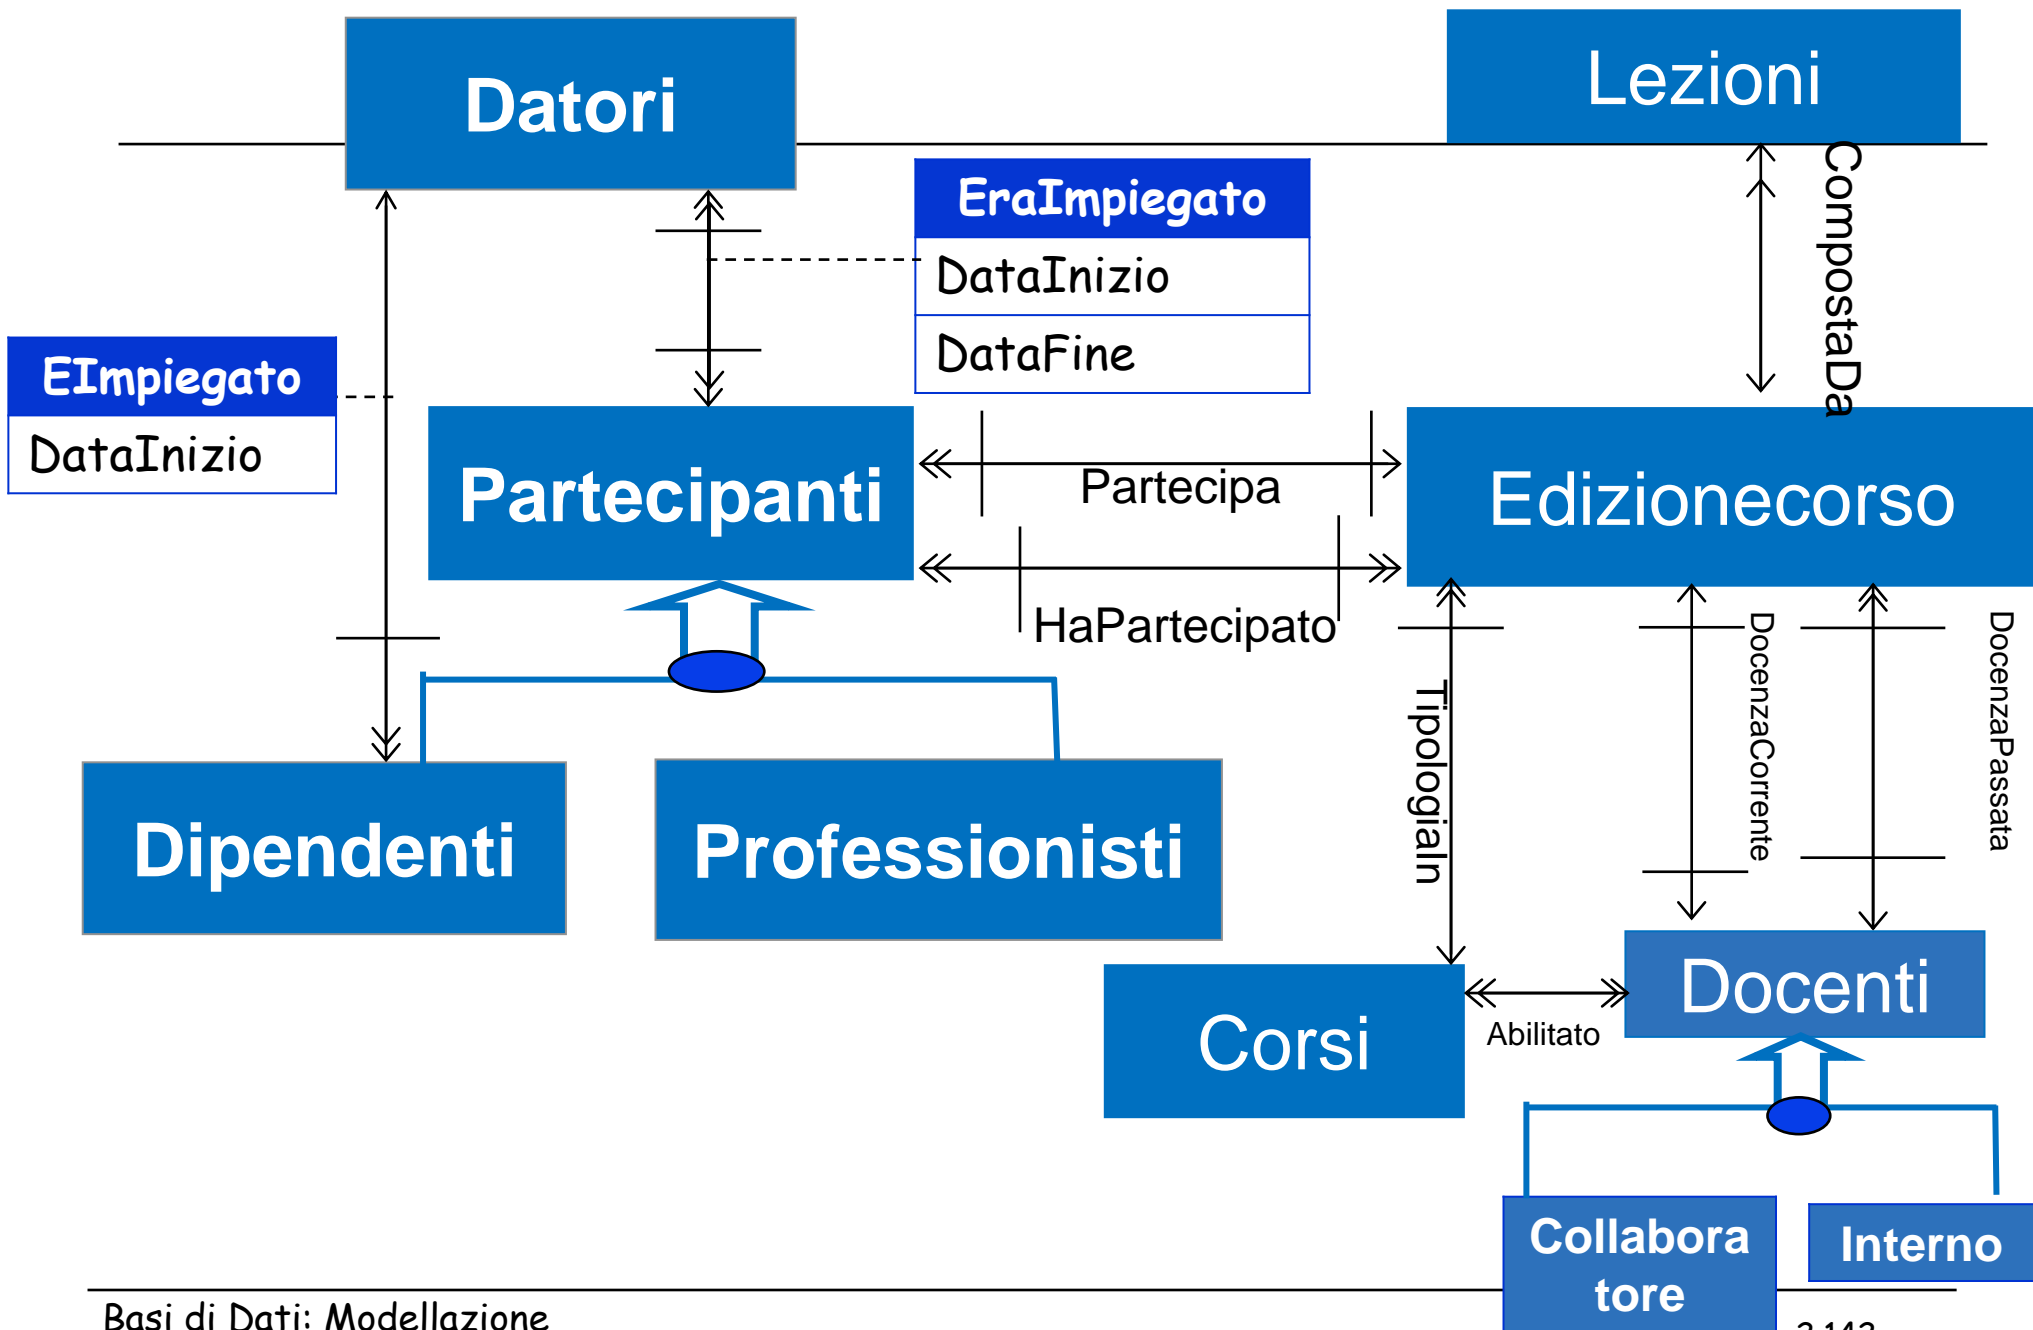 Datori
Lezioni
EraImpiegato
DataInizio
DataFine
CompostaDa
EImpiegato
DataInizio
Partecipanti
Partecipa
Edizionecorso
HaPartecipato
TipologiaIn
DocenzaCorrente
DocenzaPassata
Dipendenti
Professionisti
Corsi
Abilitato
Docenti
Collabora
tore
Interno
Basi di Dati: Modellazione